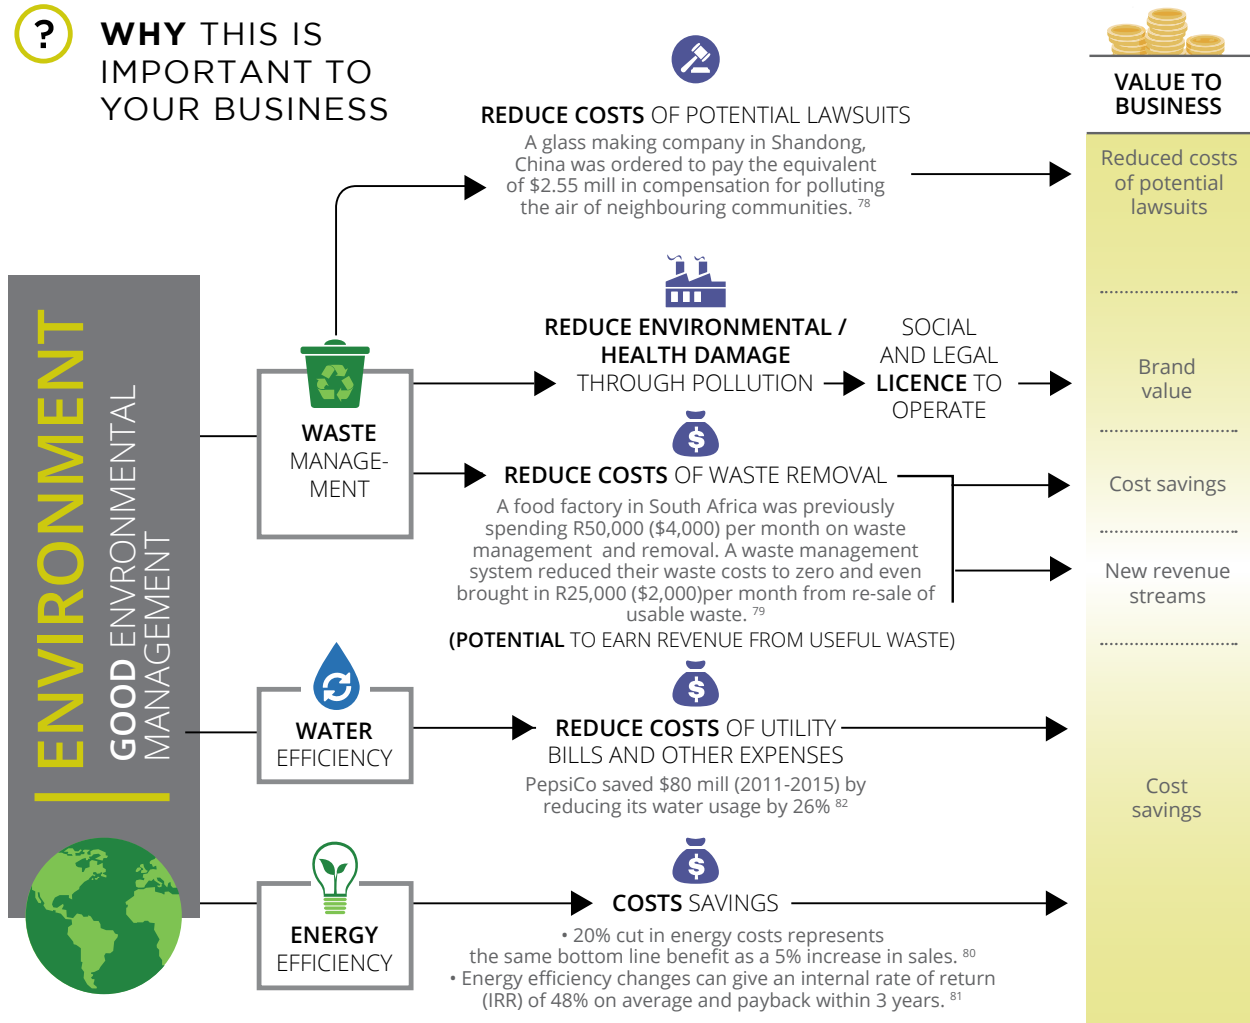 ?
WHY THIS IS
IMPORTANT TO
YOUR BUSINESS
VALUE TO
BUSINESS
REDUCE COSTS OF POTENTIAL LAWSUITS
A glass making company in Shandong,
China was ordered to pay the equivalent
of $2.55 mill in compensation for polluting
the air of neighbouring communities. 78
Reduced costs
of potential
lawsuits
ENVIRONMENT
GOOD ENVIRONMENTAL
MANAGEMENT
WASTE
MANAGE-
MENT
REDUCE ENVIRONMENTAL /
HEALTH DAMAGE
THROUGH POLLUTION
SOCIAL
AND LEGAL
LICENCE TO
OPERATE
Brand
value
$
REDUCE COSTS OF WASTE REMOVAL
A food factory in South Africa was previously
spending R50,000 ($4,000) per month on waste
management and removal. A waste management
system reduced their waste costs to zero and even
brought in R25,000 ($2,000)per month from re-sale of
usable waste. 79
(POTENTIAL TO EARN REVENUE FROM USEFUL WASTE)
Cost savings
New revenue
streams
WATER
EFFICIENCY
$
REDUCE COSTS OF UTILITY
BILLS AND OTHER EXPENSES
PepsiCo saved $80 mill (2011-2015) by
reducing its water usage by 26% 82
Cost
savings
ENERGY
EFFICIENCY
$
COSTS SAVINGS
• 20% cut in energy costs represents
the same bottom line benefit as a 5% increase in sales. 80
• Energy efficiency changes can give an internal rate of return
(IRR) of 48% on average and payback within 3 years. 81